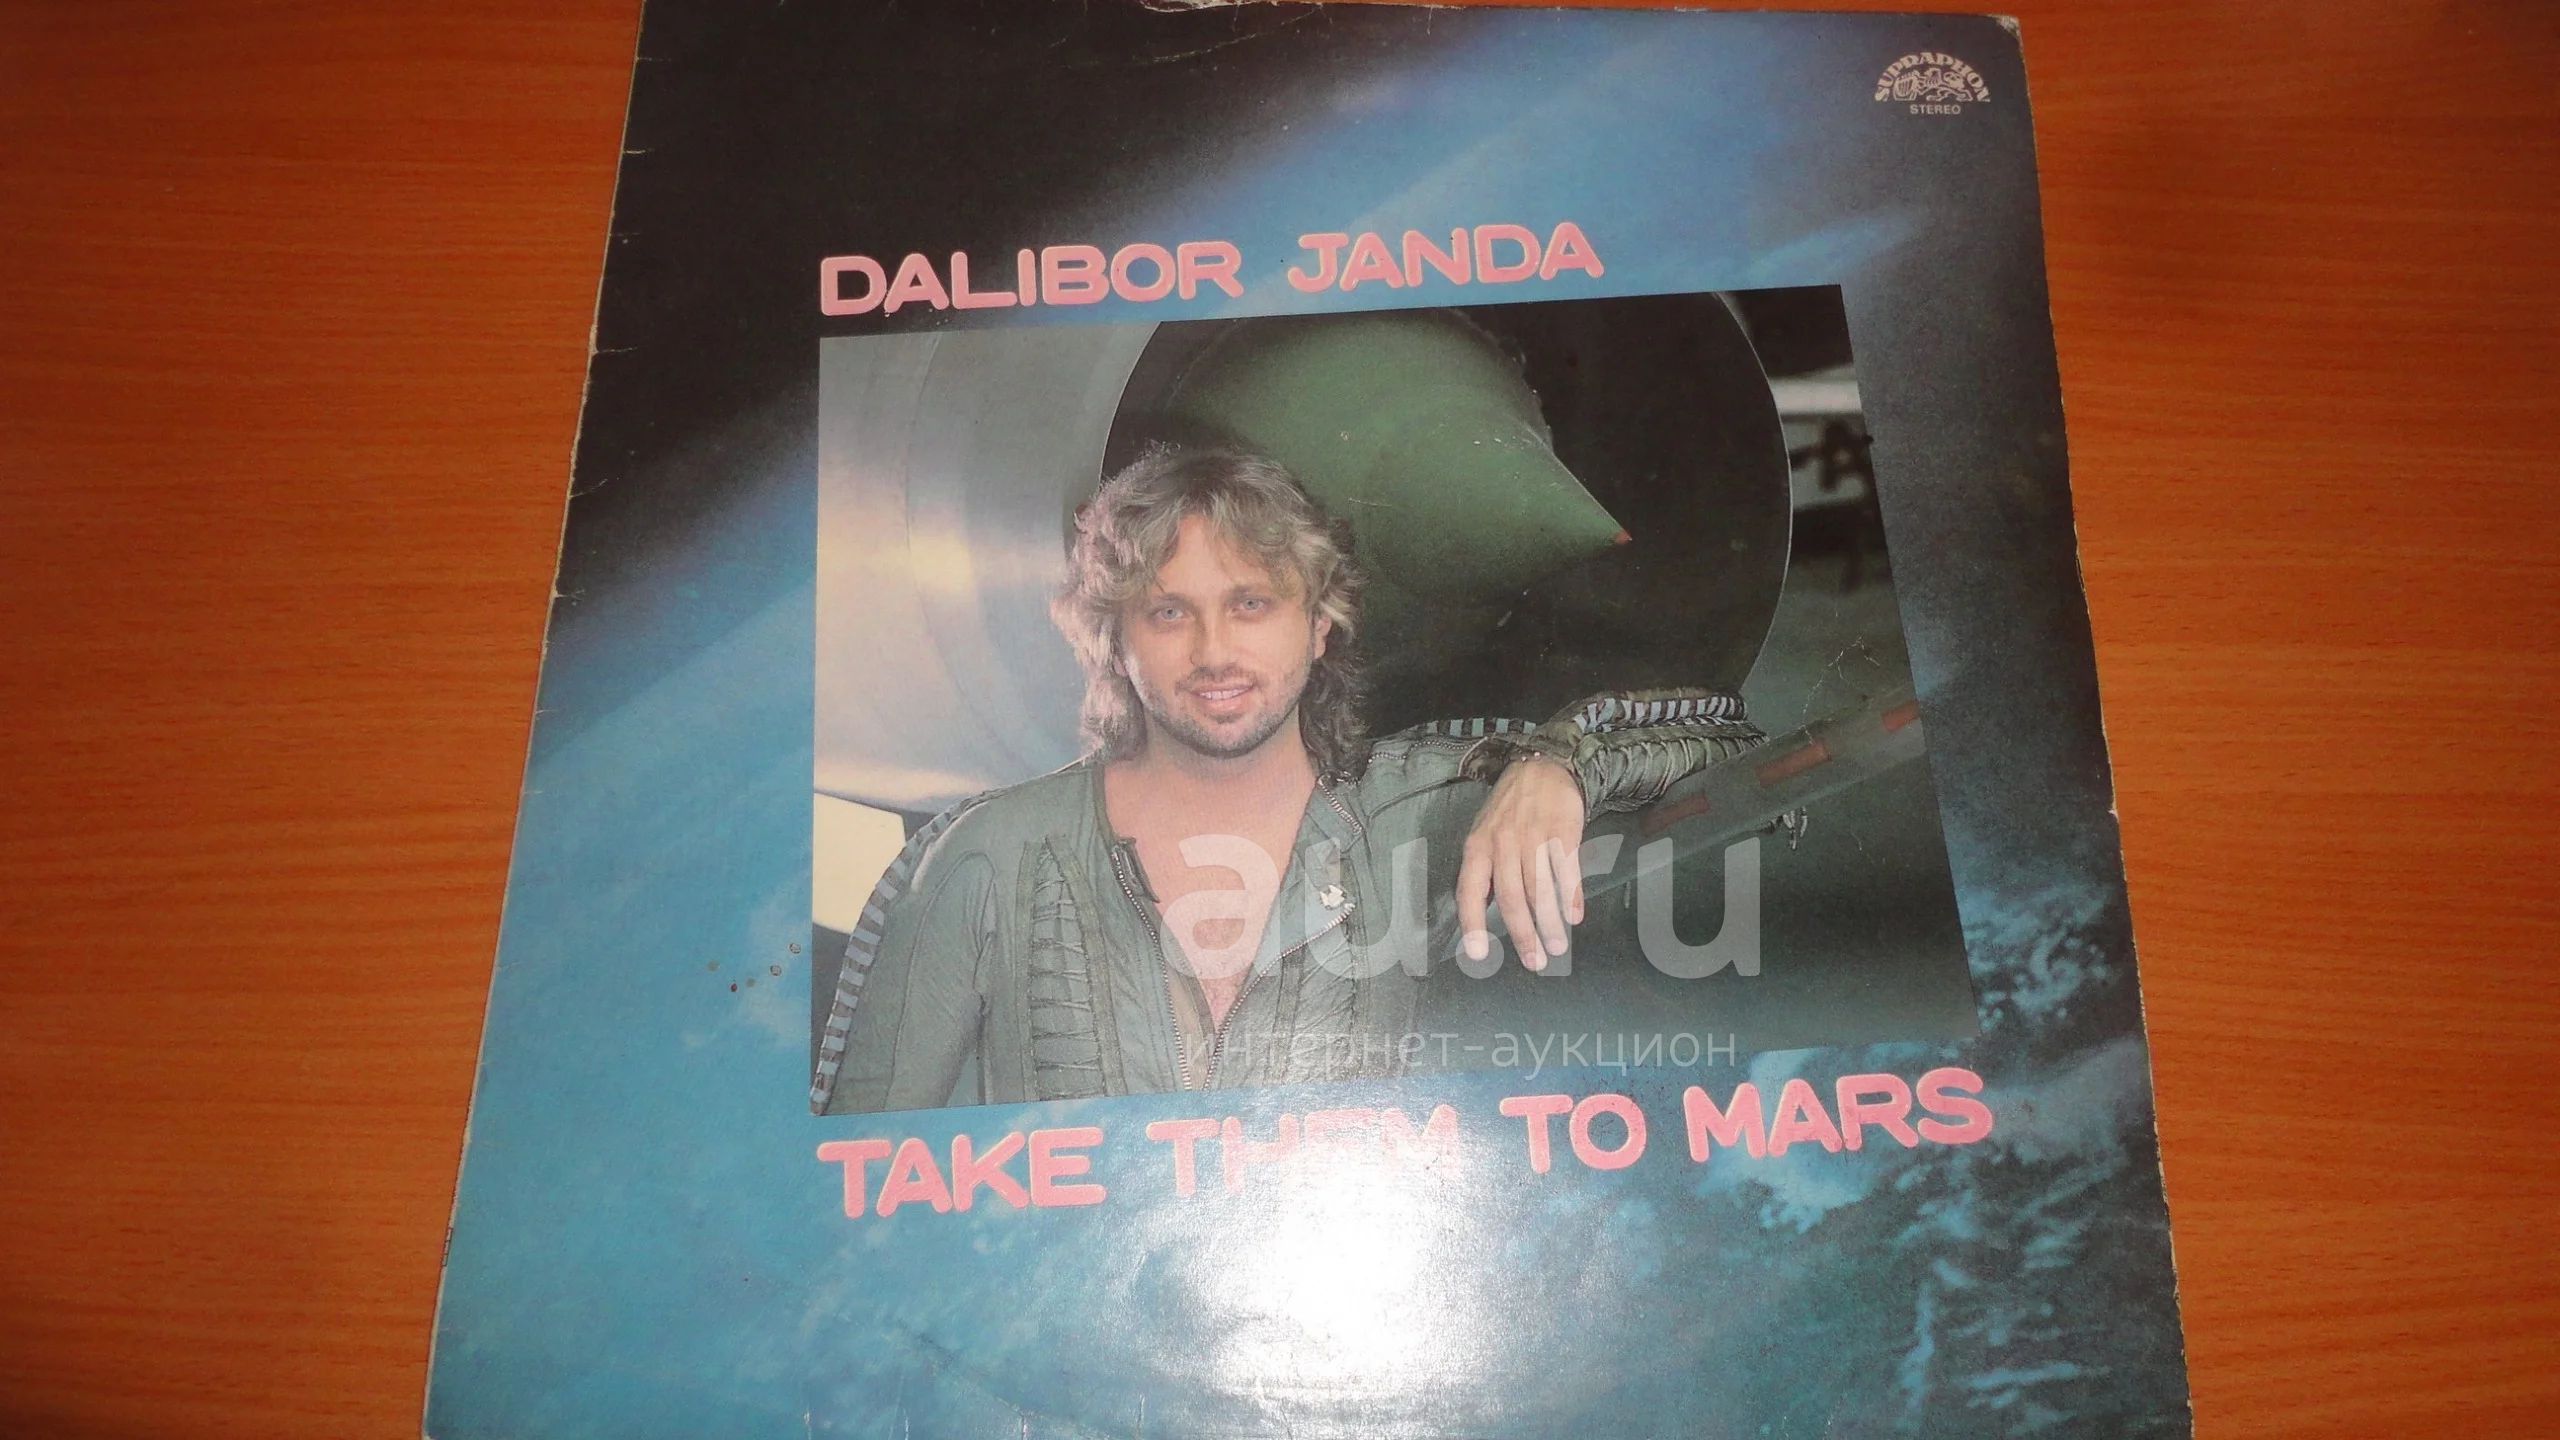 SUPRAPHON
STEREO
DALIBOR JANDA
au.ru
интернет-аукцион
TAKE THEM TO MARS